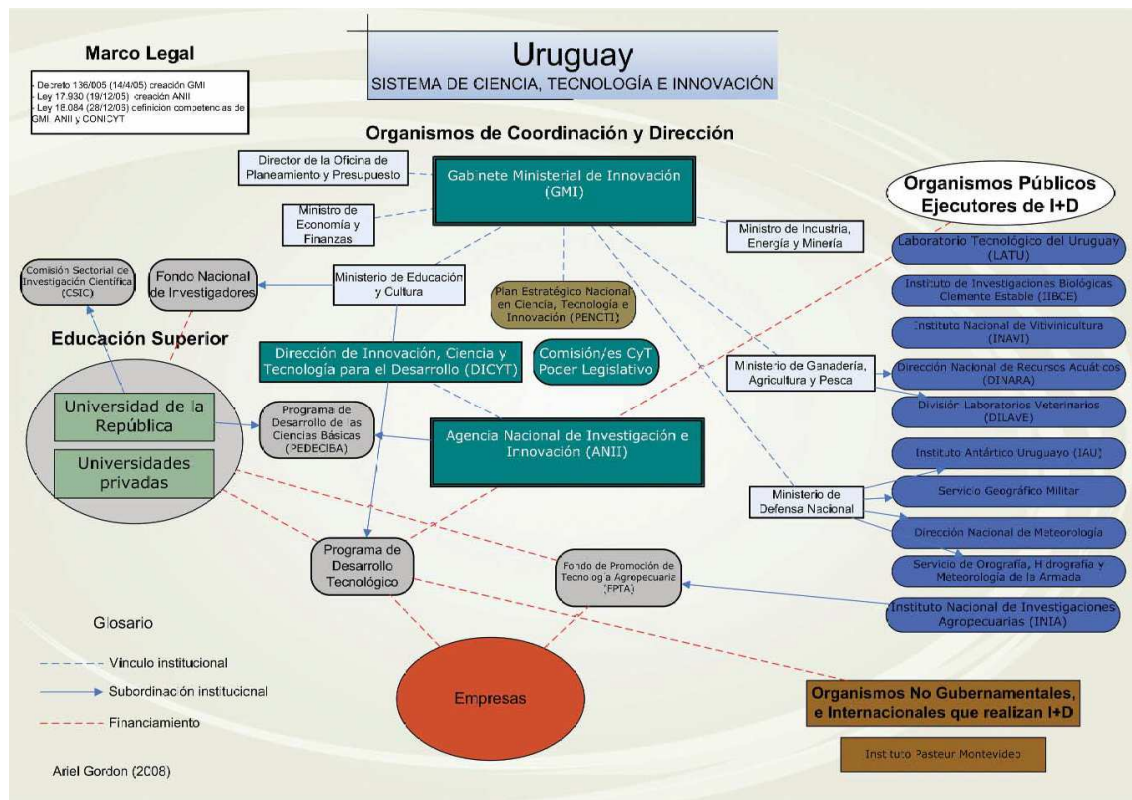 Marco Legal
- Decreto 136/005 (14/4/05) creación GMI
- Ley 17.930 (19/12/05) creación ANII
- Ley 18.084 (28/12/06) definicion competencias de
GMI, ANII y CONICYT
Uruguay
SISTEMA DE CIENCIA, TECNOLOGÍA E INNOVACIÓN
Organismos de Coordinación y Dirección
Director de la Oficina de
Planeamiento y Presupuesto
Gabinete Ministerial de Innovación
(GMI)
Ministro de
Economía y
Finanzas
Ministro de Incustria,
Energía y Minería
Organismos Públicos
Ejecutores de I+D
Laboratorio Tecnológico del Uruguay
(LATU)
Instituto de Investigaciones Biológicas
Clemente Estable (IIBCE)
Instituto Nacional de Vitivinicultura
(INAVI)
Dirección Nacional de Recursos Acuáticos
(DINARA)
División Laboratorios Veterinarios
(DILAVE)
Instituto Antártico Uruguayo (IAU)
Servicio Geográfico Militar
Dirección Nacional de Meteorología
Servicio de Orografía, Hidrografía y
Meteorología de la Armada
Instituto Nacional de Investigaciones
Agropecuarias (INIA)
Comisión Sectorial de
Investigación Científica
(CSIC)
Fondo Nacional
de Investigadores
Ministerio de Educación
y Cultura
Plan Estratégico Nacional
en Ciencia, Tecnología e
Innovación (PENCTI)
Educación Superior
Universidad de la
República
Universidades
privadas
Dirección de Innovación, Ciencia y
Tecnología para el Desarrollo (DICYT)
Comisión/es CyT
Pocer Legislativo
Ministerio de Ganadería,
Agricultura y Pesca
Programa de
Desarrollo de las
Ciencias Básicas
(PEDECIBA)
Agencia Nacional de Investigación e
Innovación (ANII)
Ministerio de
Defensa Nacional
Programa de
Desarrollo
Tecnológico
Fondo de Promoción de
Tecnología Agropecuaria
(FPTA)
Empresas
Organismos No Gubernamentales,
e Internacionales que realizan I+D
Instituto Pasteur Montevideo
Glosario
Vínculo institucional
Subordinación institucional
Financiamiento
Ariel Gordon (2008)